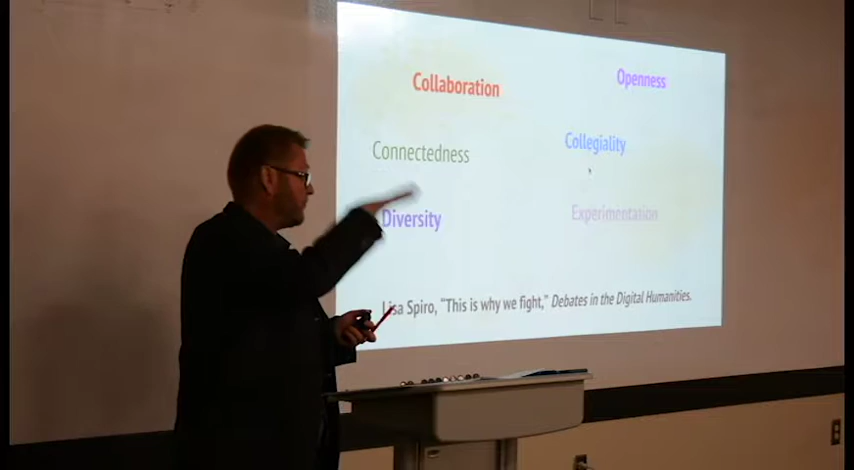 Collaboration
Openness
Connectedness
Collegiality
Diversity
Experimentation
Lisa Spiro, "This is why we fight," Debates in the Digital Humanities.